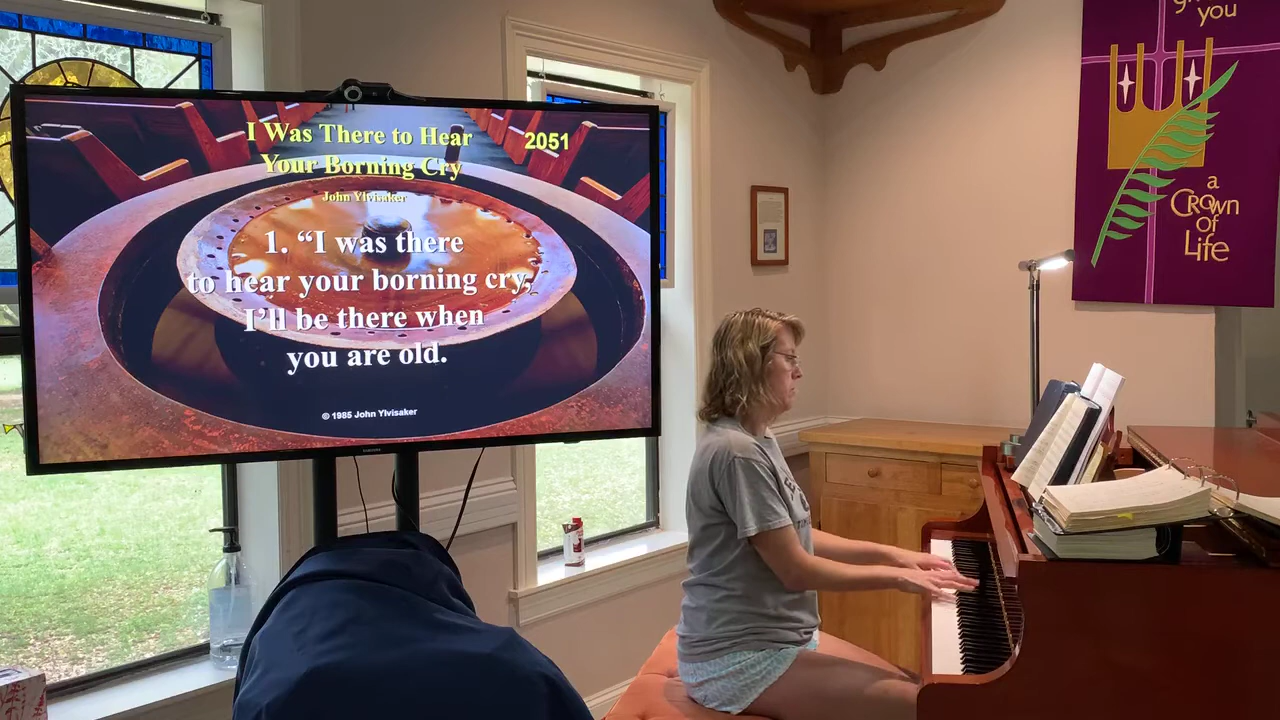 I Was There to Hear
Your Borning Cry
2051
John Ylvisaker
1. “I was there
to hear your borning cry,
I’ll be there when
you are old.
© 1985 John Ylvisaker
SAMSUNG
you
a
CROWN
of
Life